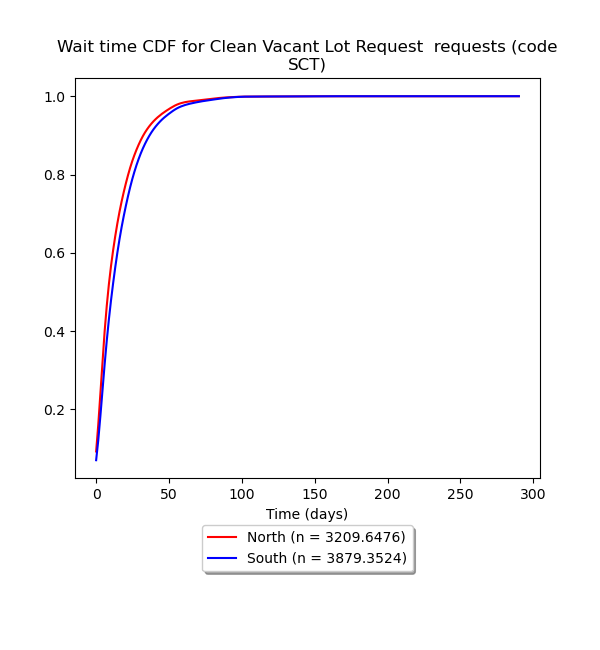 Wait time CDF for Clean Vacant Lot Request  requests (code
SCT)
1.0
0.8
0.6
0.4
0.2
0 50 100 150 200 250 300
Time (days)
North (n = 3209.6476)
South (n = 3879.3524)